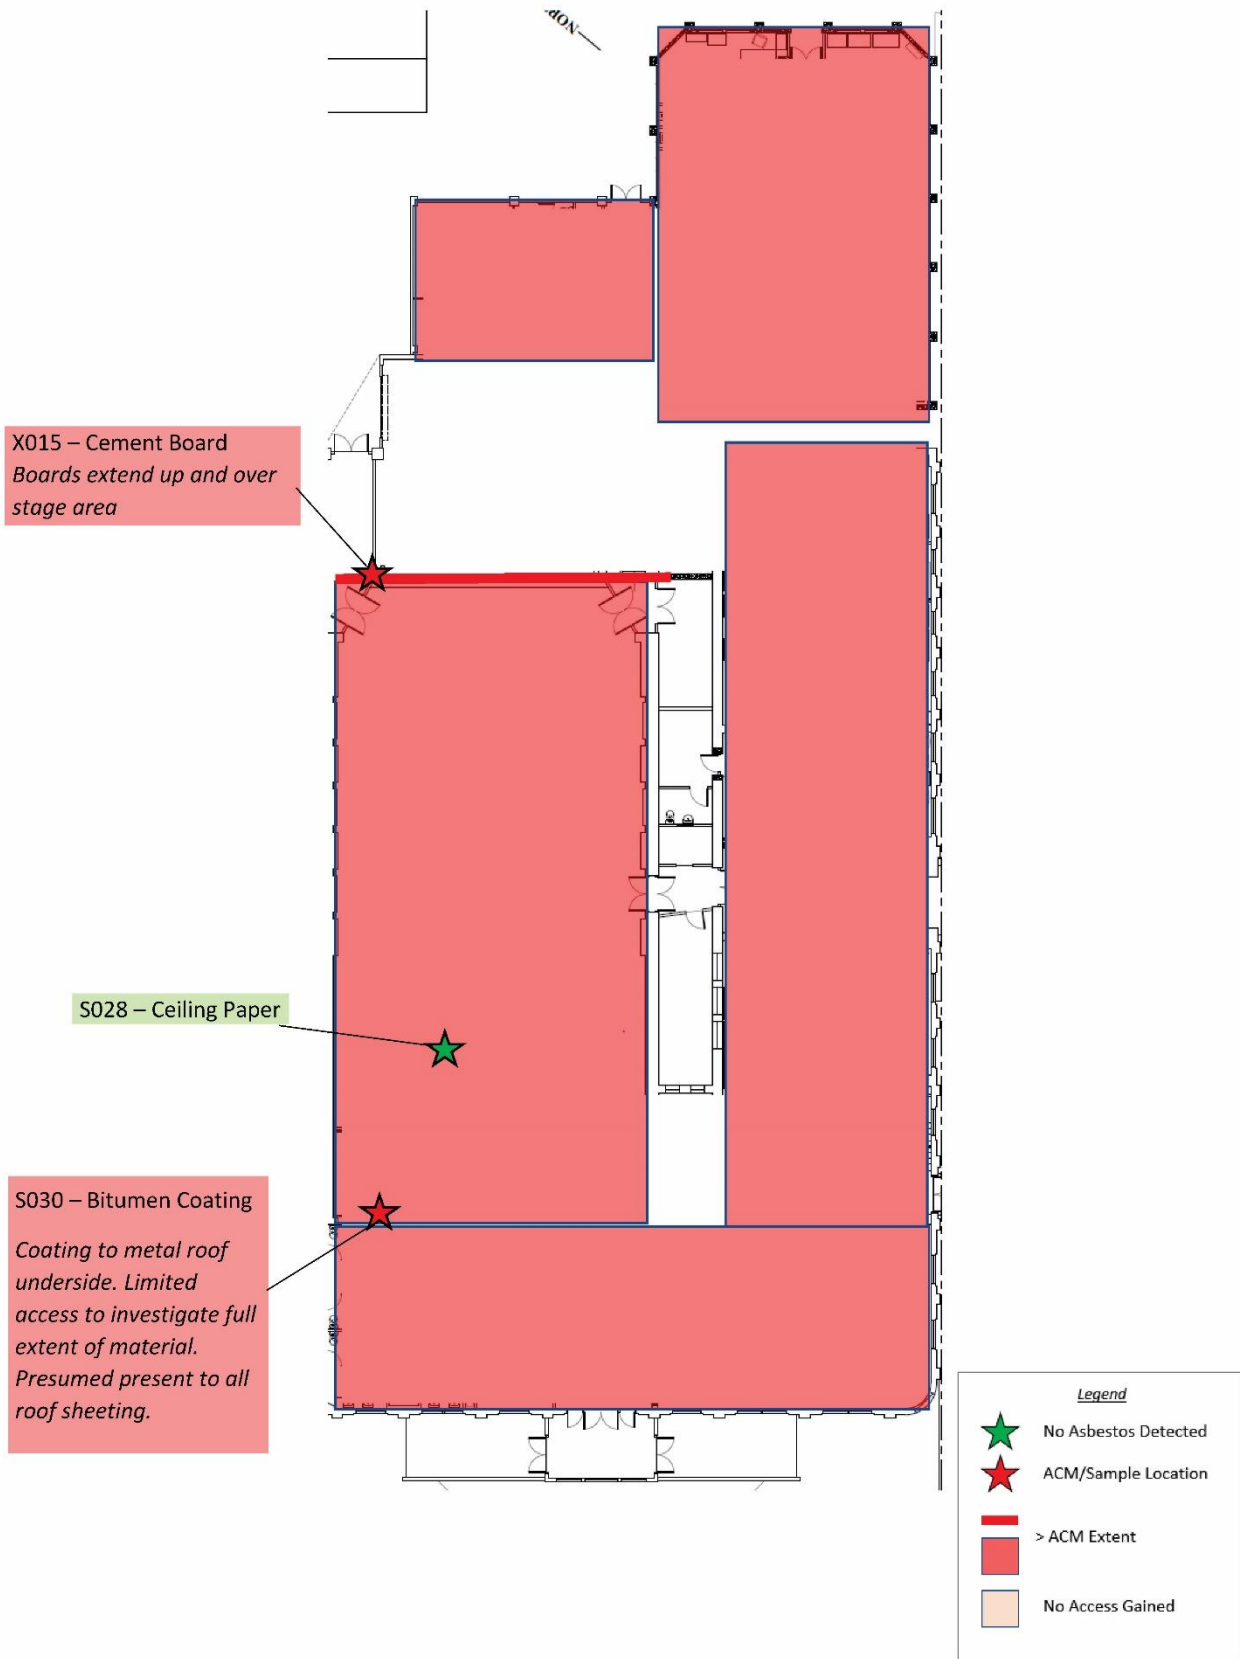 NOR
X015 – Cement Board
Boards extend up and over
stage area
S028 – Ceiling Paper
S030 – Bitumen Coating
Coating to metal roof
underside. Limited
access to investigate full
extent of material.
Presumed present to all
roof sheeting.
Legend
No Asbestos Detected
ACM/Sample Location
> ACM Extent
No Access Gained